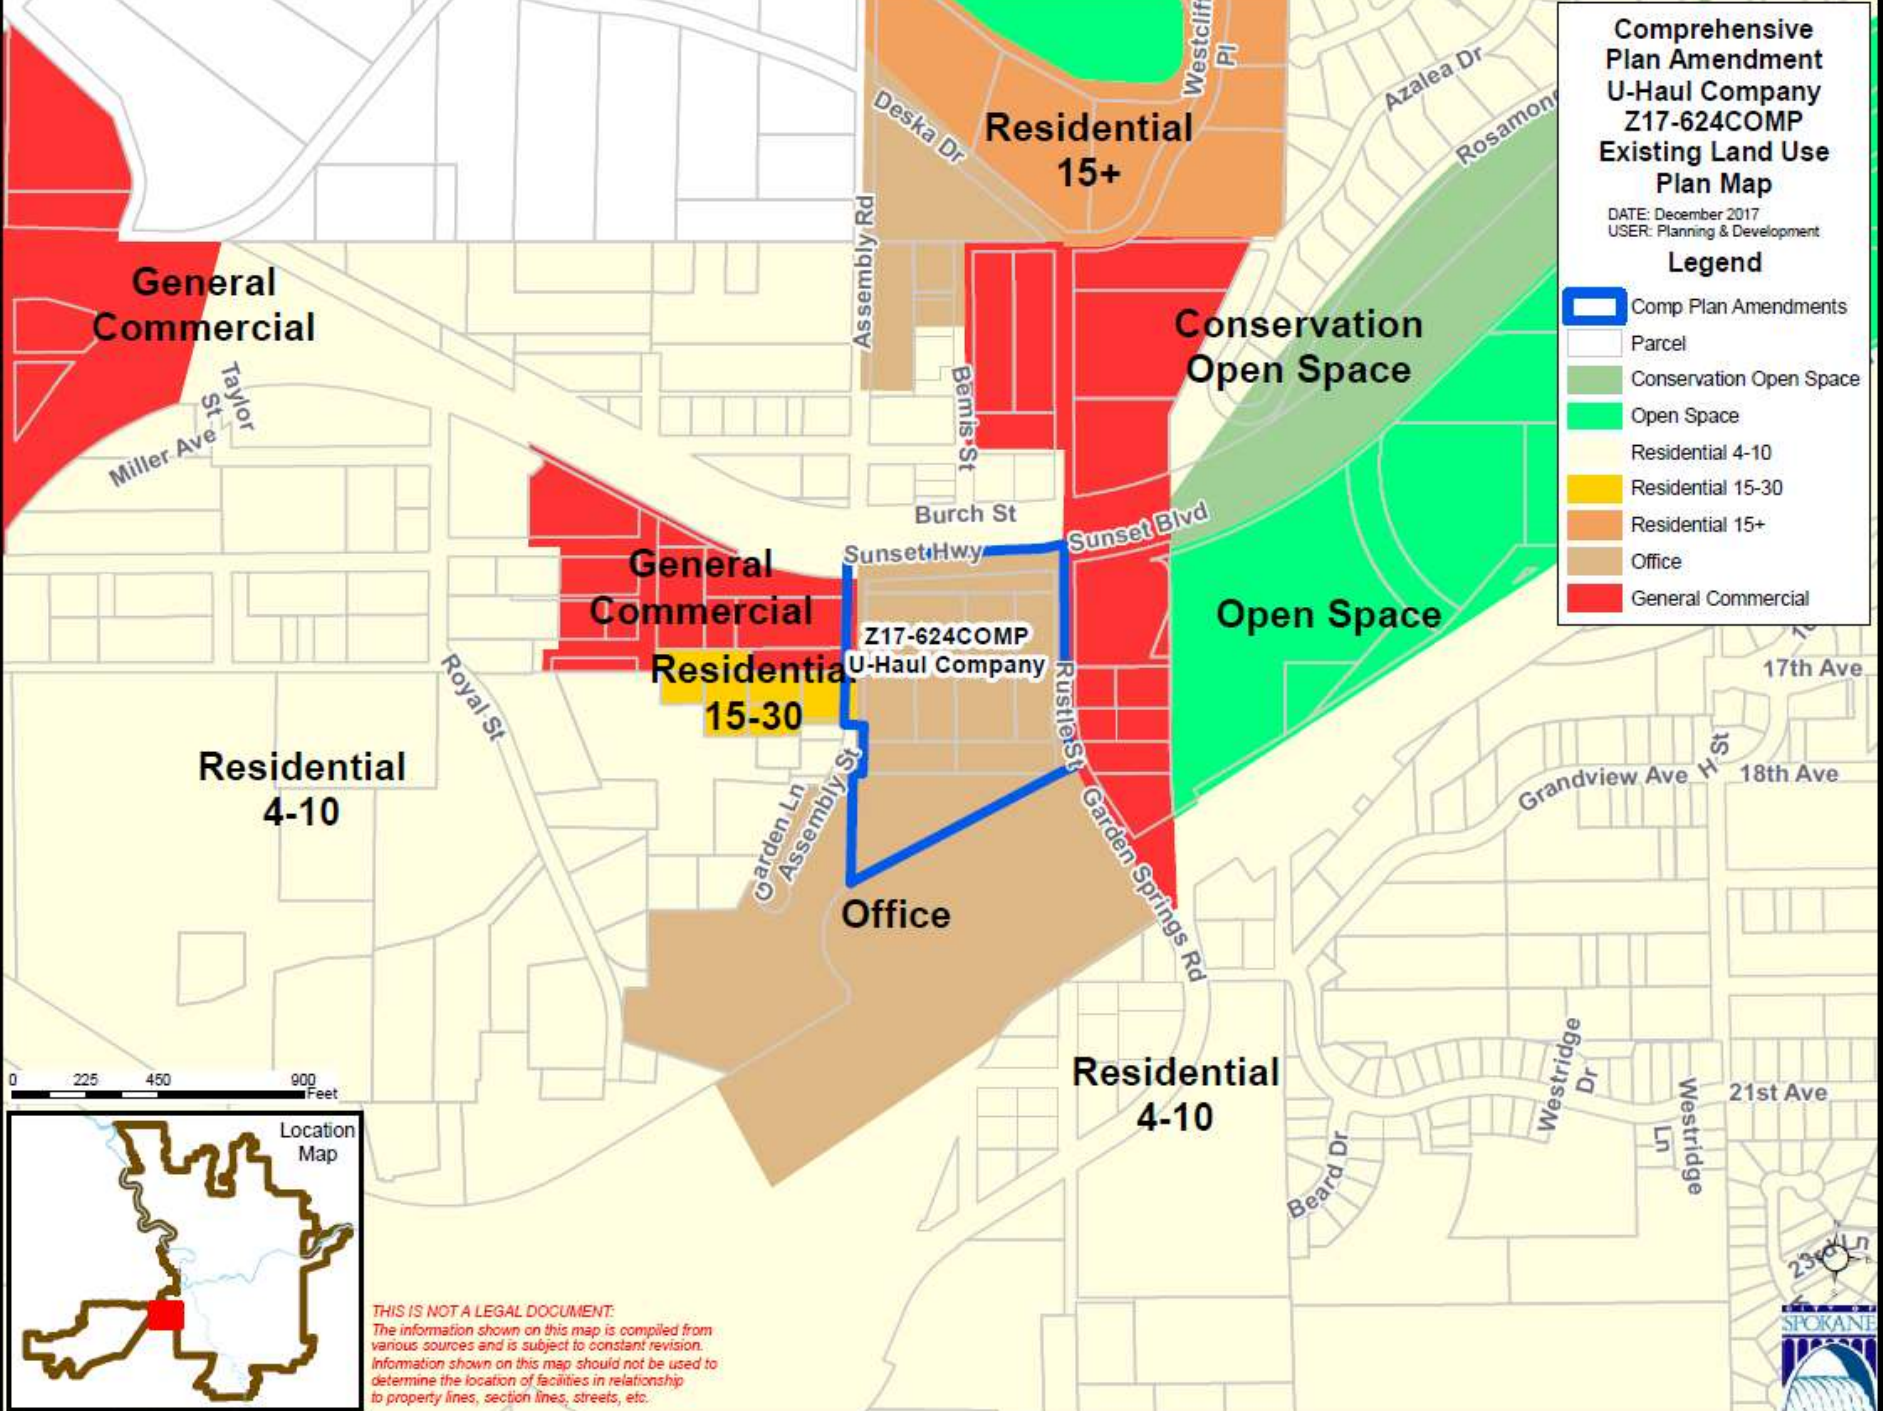 Comprehensive
Plan Amendment
U-Haul Company
Z17-624COMP
Existing Land Use
Plan Map
DATE: December 2017
USER: Planning & Development
Legend
Comp Plan Amendments
Parcel
Conservation Open Space
Open Space
Residential 4-10
Residential 15-30
Residential 15+
Office
General Commercial
Westcliff
Pl
Azalea Dr
Deska Dr
Residential
15+
Assembly Rd
General
Commercial
Conservation
Open Space
Taylor
St
Miller Ave
Bemis St
Burch St
Sunset Hwy
Sunset Blvd
General
Commercial
Open Space
Z17-624COMP
U-Haul Company
Residential
15-30
Rustle St
17th Ave
Royal St
H St
Grandview Ave
18th Ave
Residential
4-10
Garden Ln
Assembly St
Garden Springs Rd
Office
Residential
4-10
Westridge
Dr
Westridge
Ln
21st Ave
Beard Dr
23rd Ln
0 225 450 900
Feet
Location
Map
THIS IS NOT A LEGAL DOCUMENT:
The information shown on this map is compiled from
various sources and is subject to constant revision.
Information shown on this map should not be used to
determine the location of facilities in relationship
to property lines, section lines, streets, etc.
CITY OF
SPOKANE